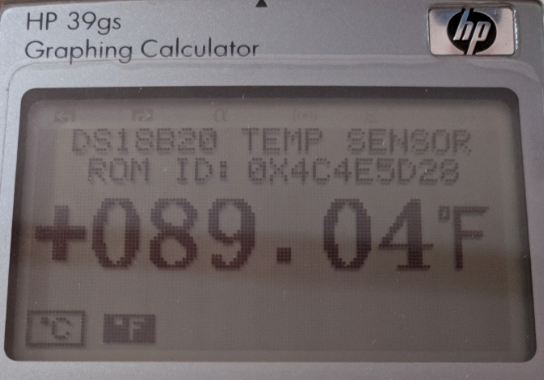 HP 39gs
Graphing Calculator
hp
DS18B20 TEMP SENSOR
ROM ID: 0X4C4E5D28
+089.04°F
°C °F